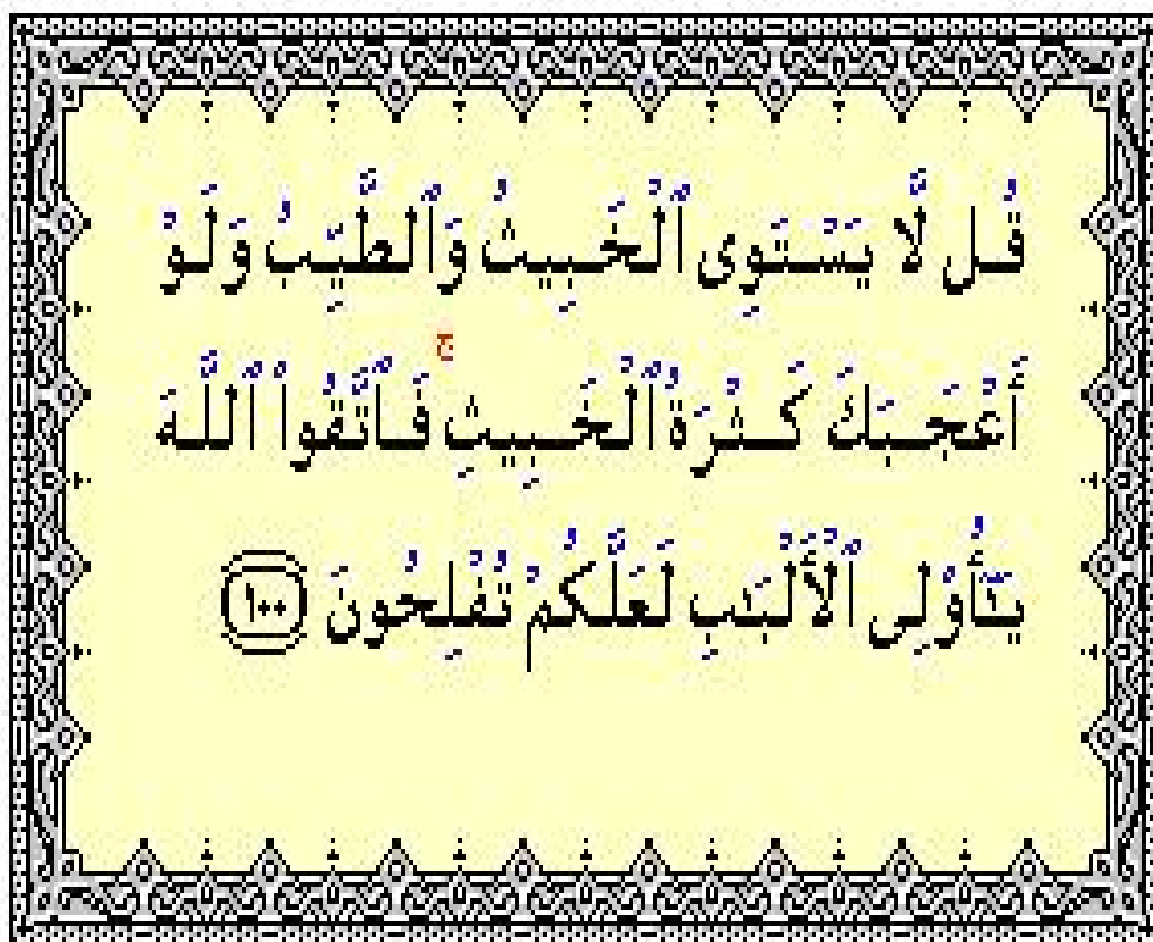 قُل لَّا يَسْتَوِى ٱلْخَبِيثُ وَٱلطَّيِّبُ وَلَوْ
أَعْجَبَكَ كَثْرَةُ ٱلْخَبِيثِ ۚ فَٱتَّقُوا۟ ٱللَّهَ
يَـٰٓأُو۟لِى ٱلْأَلْبَـٰبِ لَعَلَّكُمْ تُفْلِحُونَ ١٠٠